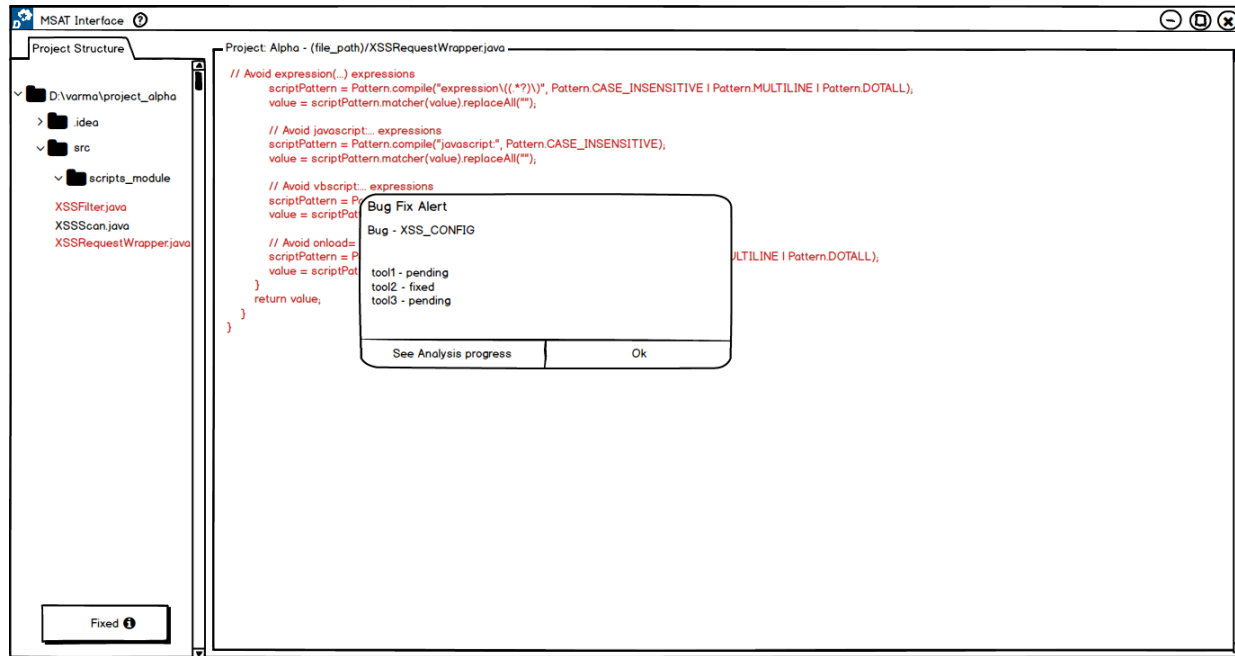 MSAT Interface ?
Project Structure
D:\varma\project_alpha
.idea
src
scripts_module
XSSFilter.java
XSSScan.java
XSSRequestWrapper.java
Fixed
Project: Alpha - (file_path)/XSSRequestWrapper.java
// Avoid expression(...) expressions
scriptPattern = Pattern.compile("expression\((.*?)\)", Pattern.CASE_INSENSITIVE | Pattern.MULTILINE | Pattern.DOTALL);
value = scriptPattern.matcher(value).replaceAll("");
// Avoid javascript:... expressions
scriptPattern = Pattern.compile("javascript:", Pattern.CASE_INSENSITIVE);
value = scriptPattern.matcher(value).replaceAll("");
// Avoid vbscript:... expressions
scriptPattern = 
value = 
// Avoid onload=
scriptPattern = P | Pattern.DOTALL);
value = 
}
return value;
}
}
Bug Fix Alert
Bug - XSS_CONFIG
tool1 - pending
tool2 - fixed
tool3 - pending
See Analysis progress
Ok